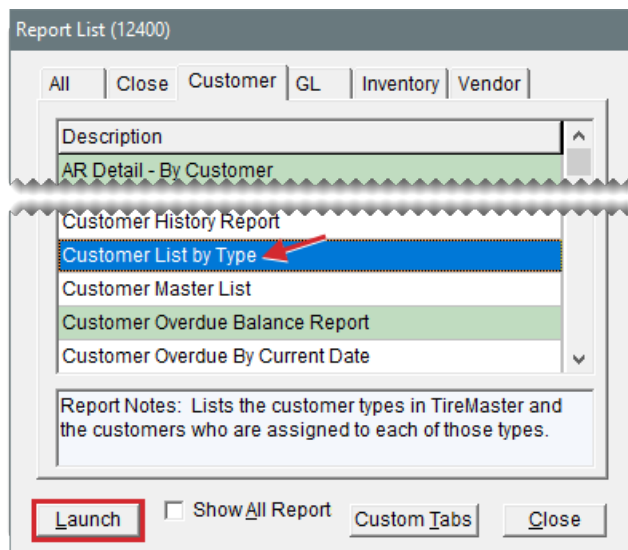 Report List (12400)
All Close Customer GL Inventory Vendor
Description
AR Detail - By Customer
Customer History Report
Customer List by Type
Customer Master List
Customer Overdue Balance Report
Customer Overdue By Current Date
Report Notes: Lists the customer types in TireMaster and
the customers who are assigned to each of those types.
Launch Show All Report Custom Tabs Close